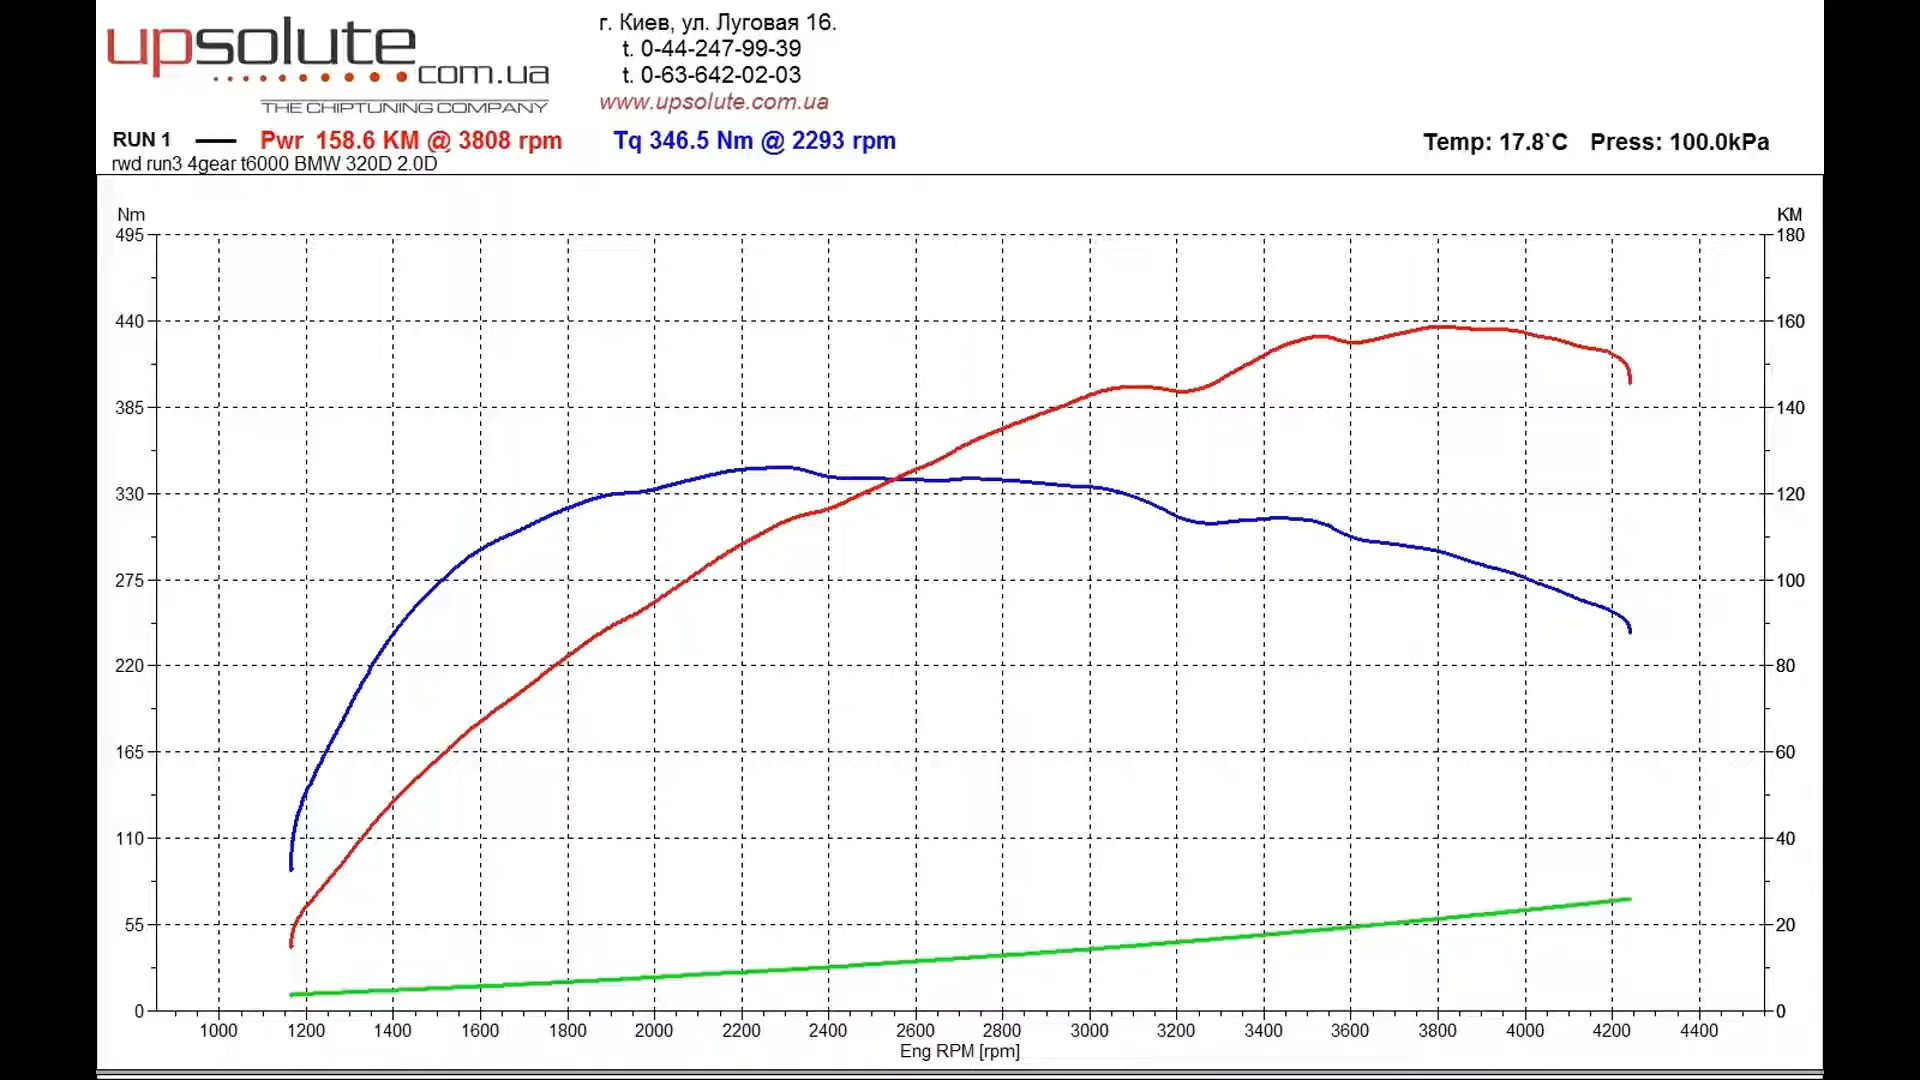 upsolute
.com.ua
THE CHIPTUNING COMPANY
г. Киев, ул. Луговая 16.
t. 0-44-247-99-39
t. 0-63-642-02-03
www.upsolute.com.ua
RUN 1 Pwr 158.6 KM @ 3808 rpm Tq 346.5 Nm @ 2293 rpm Temp: 17.8`C Press: 100.0kPa
rwd run3 4gear t6000 BMW 320D 2.0D
Nm KM
495 180
440 160
385 140
330 120
275 100
220 80
165 60
110 40
55 20
0 0
1000 1200 1400 1600 1800 2000 2200 2400 2600 2800 3000 3200 3400 3600 3800 4000 4200 4400
Eng RPM [rpm]